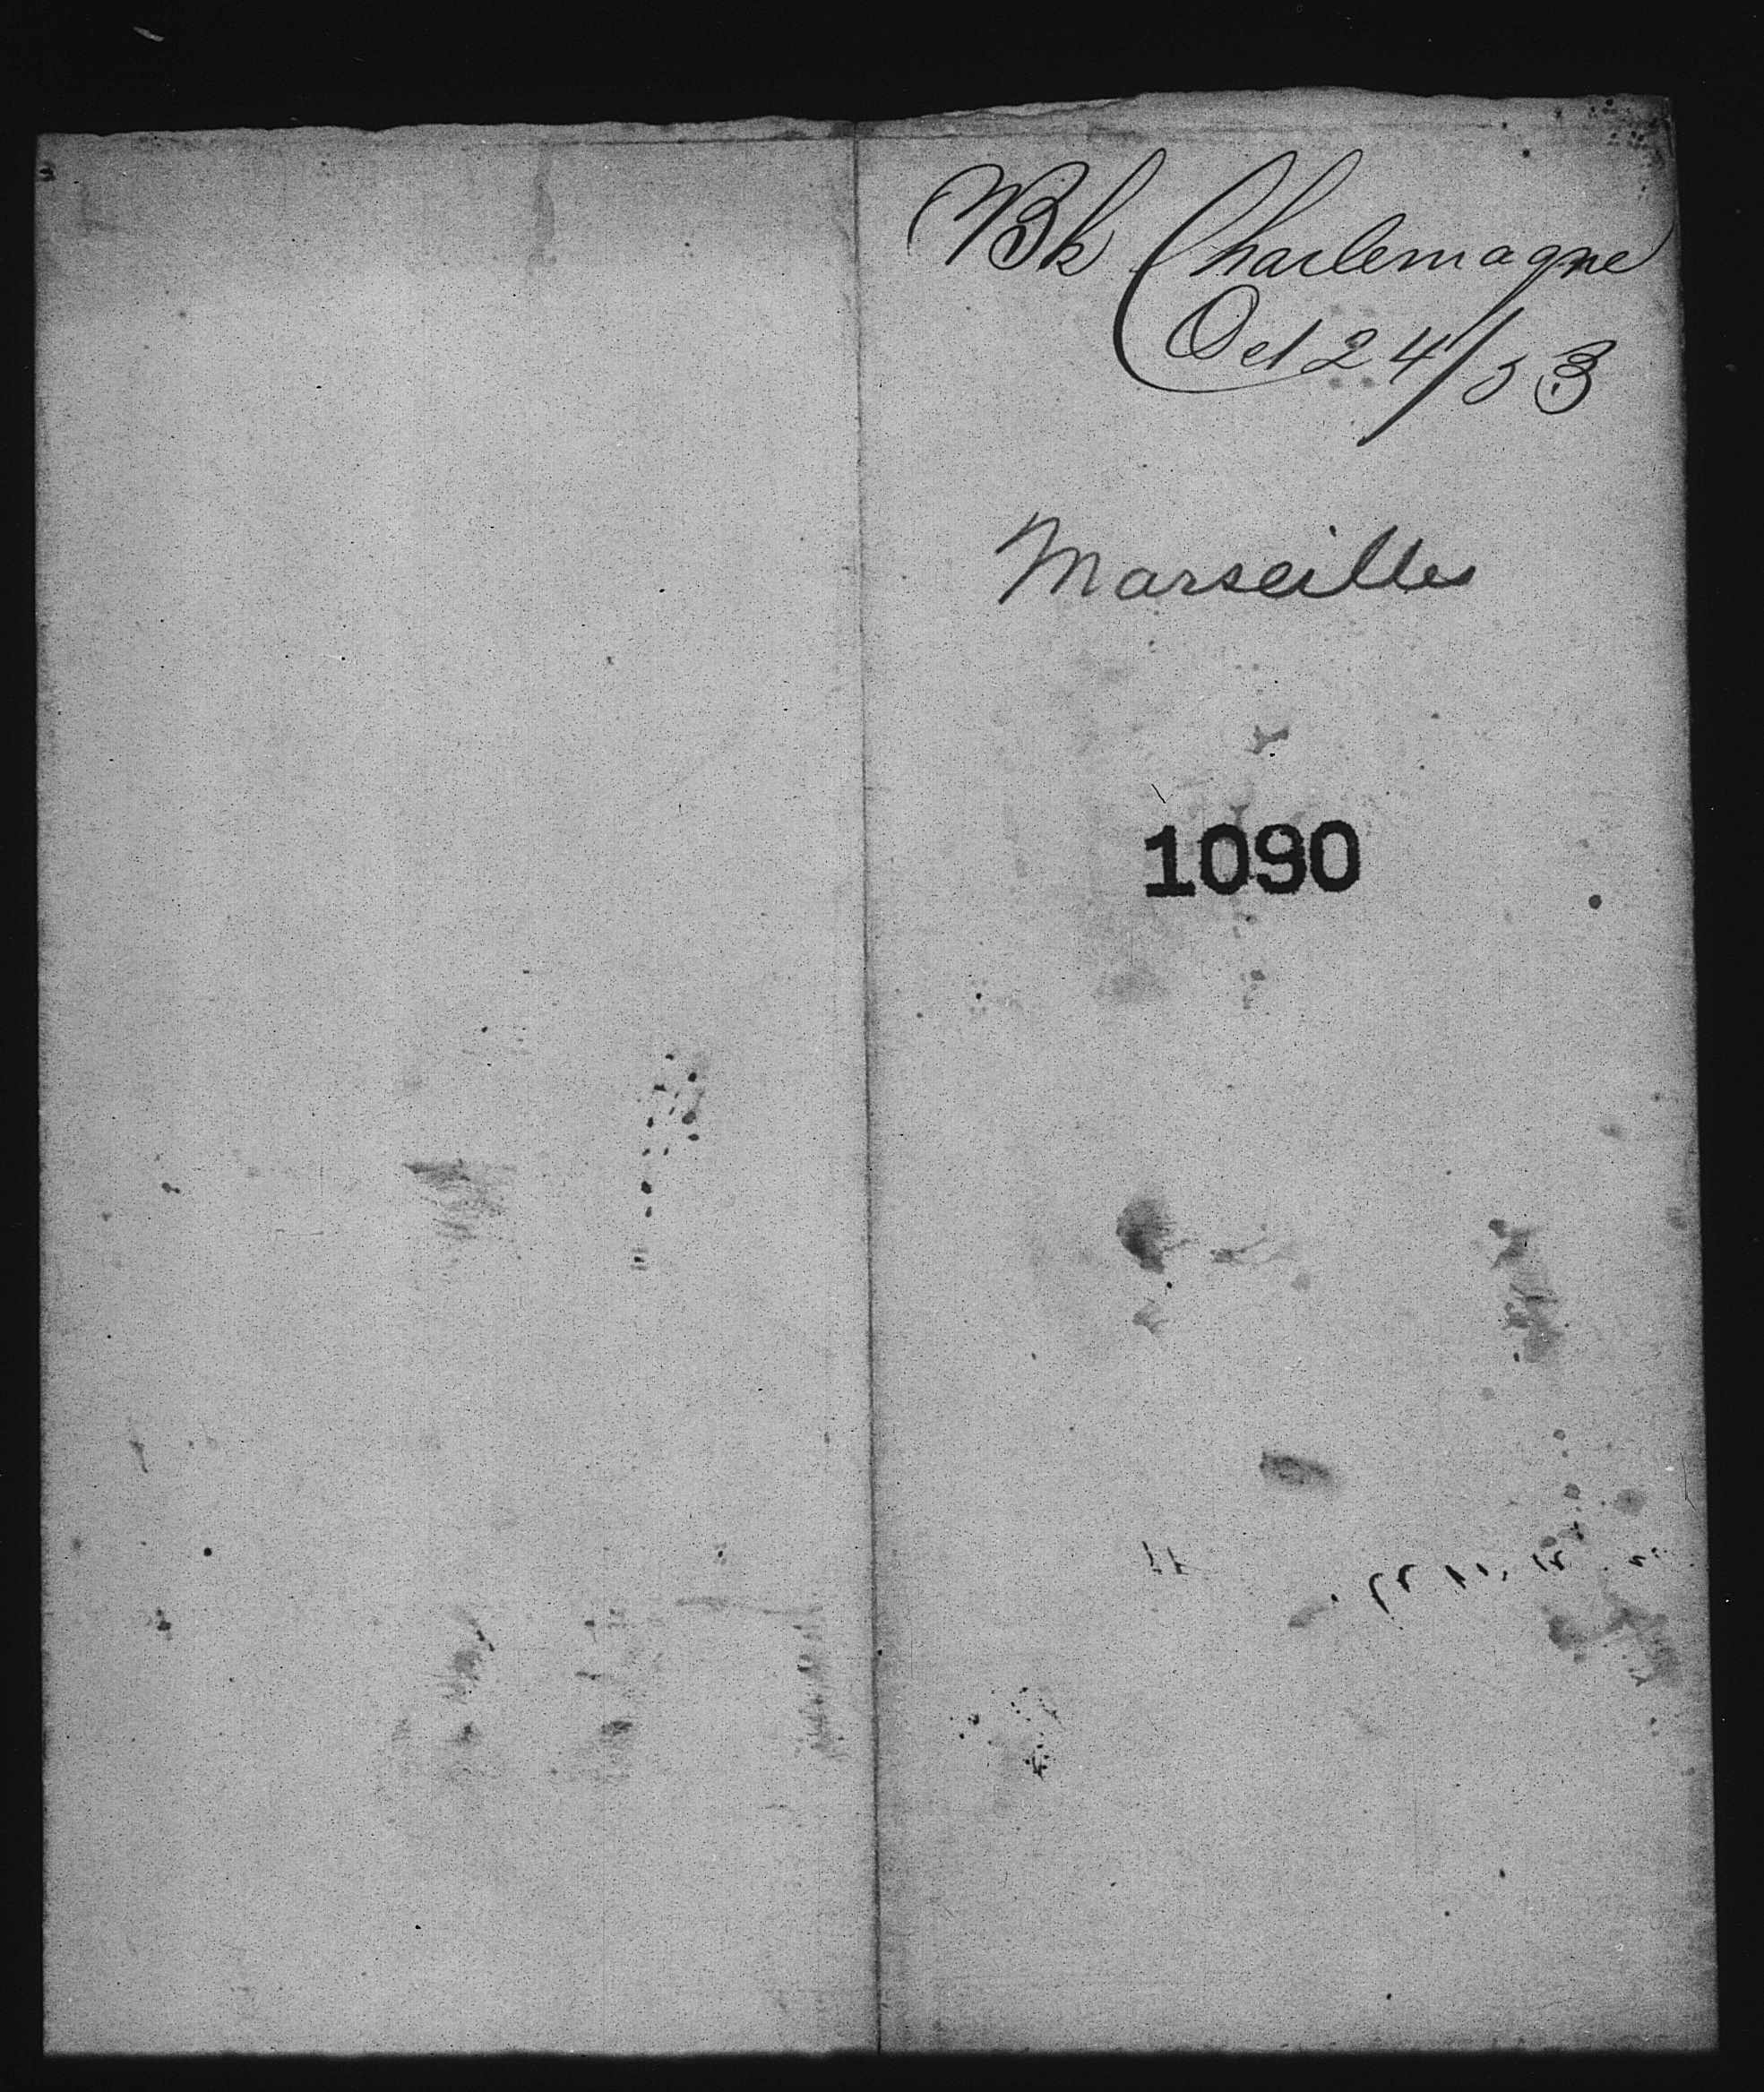 Bk Charlemagne
Oct 24/53
Marseilles
1090